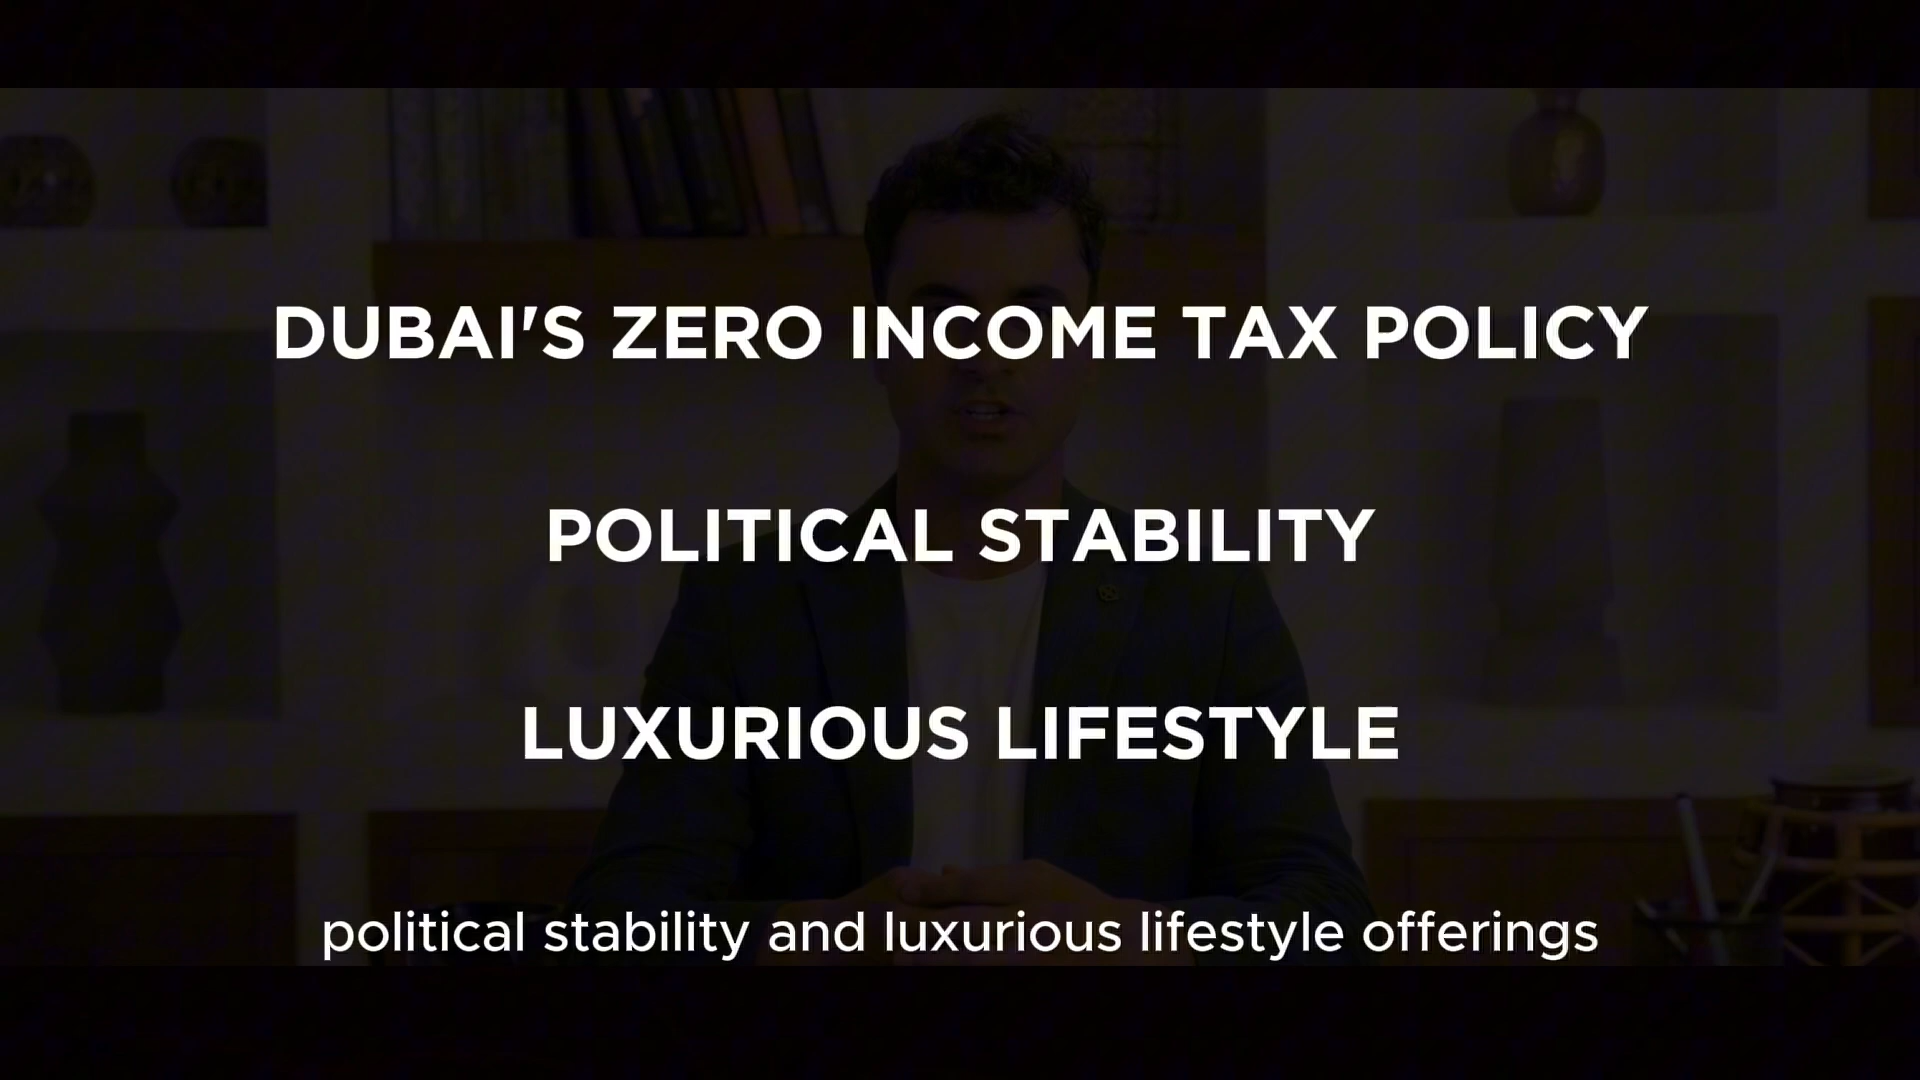 DUBAI'S ZERO INCOME TAX POLICY
POLITICAL STABILITY
LUXURIOUS LIFESTYLE
political stability and luxurious lifestyle offerings